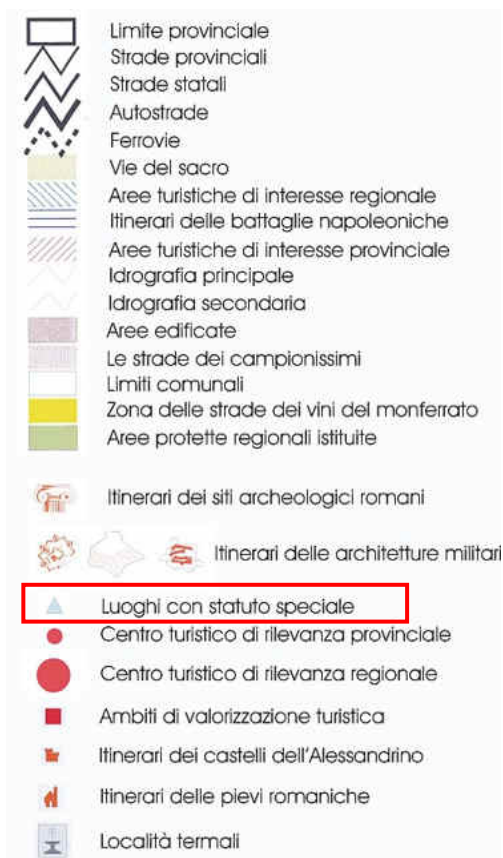 Limite provinciale
Strade provinciali
Strade statali
Autostrade
Ferrovie
Vie del sacro
Aree turistiche di interesse regionale
Itinerari delle battaglie napoleoniche
Aree turistiche di interesse provinciale
Idrografia principale
Idrografia secondaria
Aree edificate
Le strade dei campionissimi
Limiti comunali
Zona delle strade dei vini del monferrato
Aree protette regionali istituite
Itinerari dei siti archeologici romani
Itinerari delle architetture militari
Luoghi con statuto speciale
Centro turistico di rilevanza provinciale
Centro turistico di rilevanza regionale
Ambiti di valorizzazione turistica
Itinerari dei castelli dell'Alessandrino
Itinerari delle pievi romaniche
Località termali